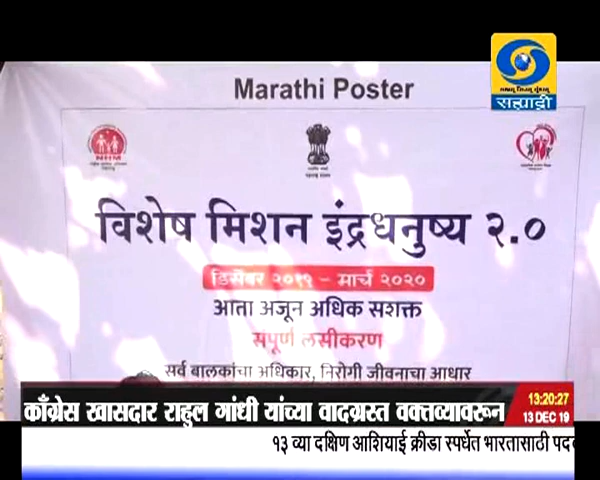 Marathi Poster
सह्याद्री
NHM
विशेष मिशन इंद्रधनुष्य २.०
डिसेंबर २०१९ - मार्च २०२०
आता अजून अधिक सशक्त
संपूर्ण लसीकरण
सर्व बालकांचा अधिकार, निरोगी जीवनाचा आधार
काँग्रेस खासदार राहुल गांधी यांच्या वादग्रस्त वक्तव्यावरून
13:20:27
13 DEC 19
१३ व्या दक्षिण आशियाई क्रीडा स्पर्धेत भारतासाठी पद